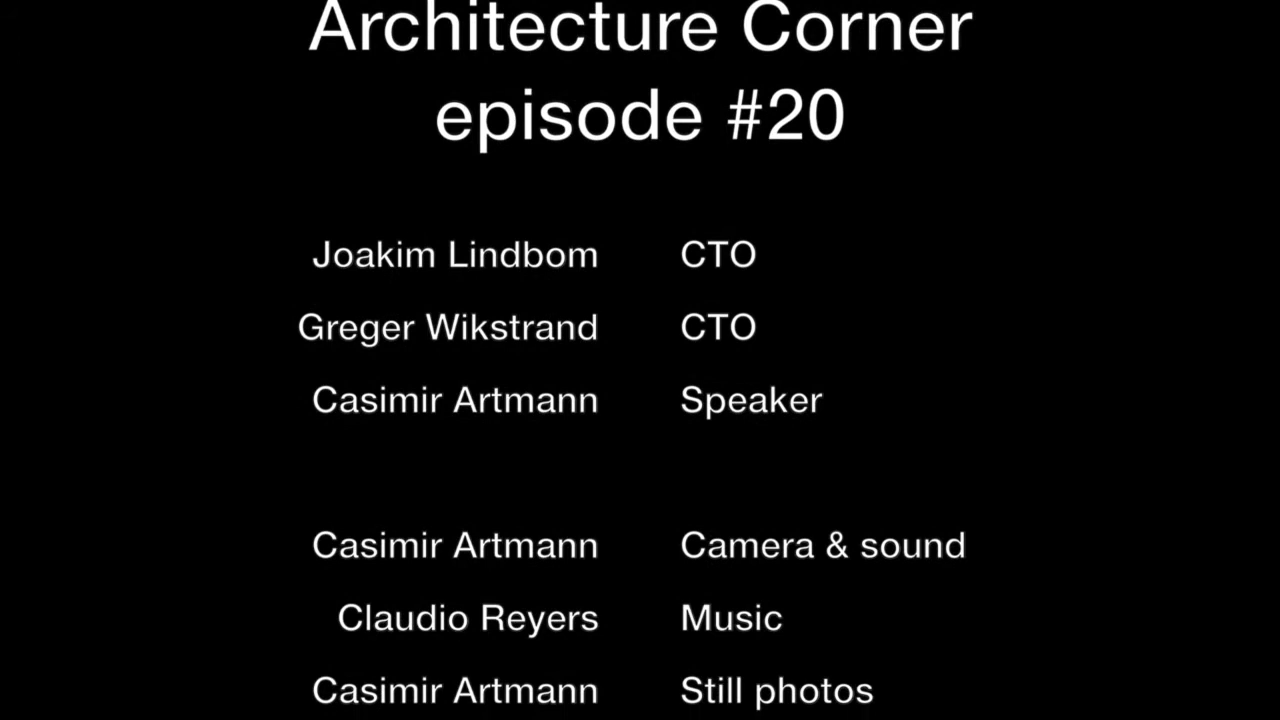 Architecture Corner
episode #20
Joakim Lindbom CTO
Greger Wikstrand CTO
Casimir Artmann Speaker
Casimir Artmann Camera & sound
Claudio Reyers Music
Casimir Artmann Still photos